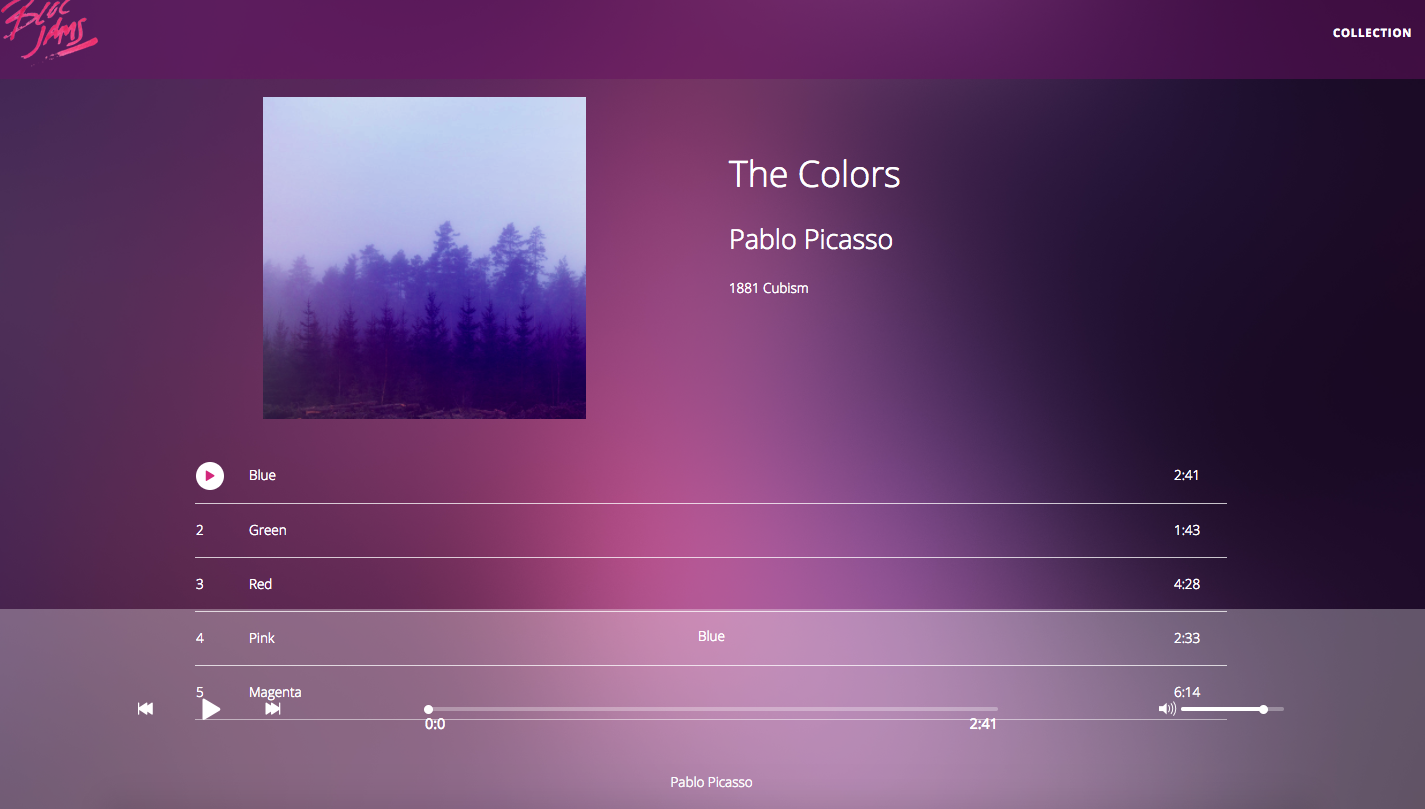 BLOC
JAMS
COLLECTION
The Colors
Pablo Picasso
1881 Cubism
Blue 2:41
2 Green 1:43
3 Red 4:28
4 Pink 2:33
Blue
5 Magenta 6:14
0:0 2:41
Pablo Picasso